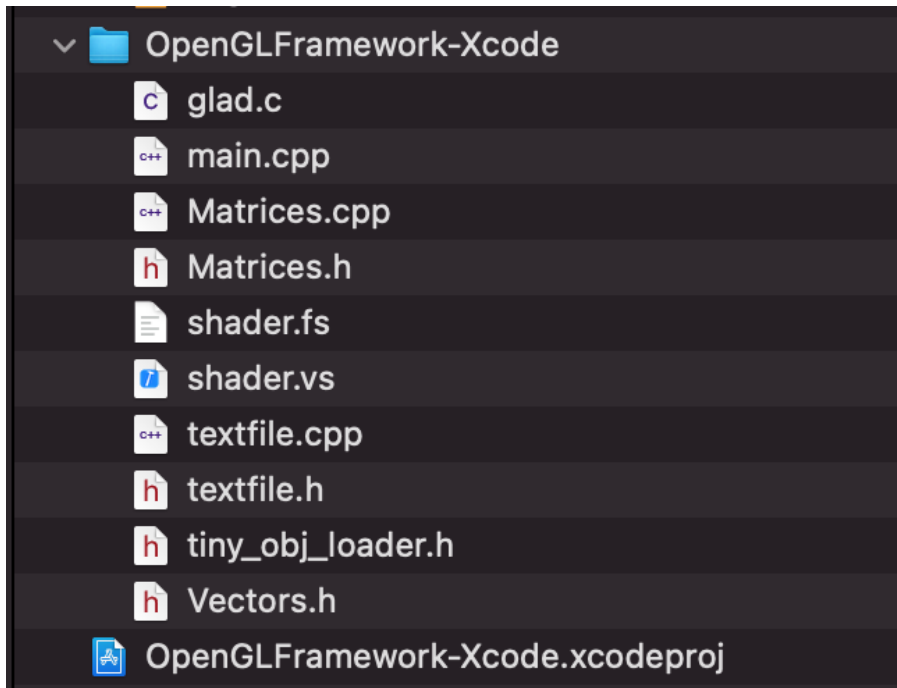 OpenGLFramework-Xcode
C glad.c
C++ main.cpp
C++ Matrices.cpp
h Matrices.h
shader.fs
shader.vs
C++ textfile.cpp
h textfile.h
h tiny_obj_loader.h
h Vectors.h
OpenGLFramework-Xcode.xcodeproj